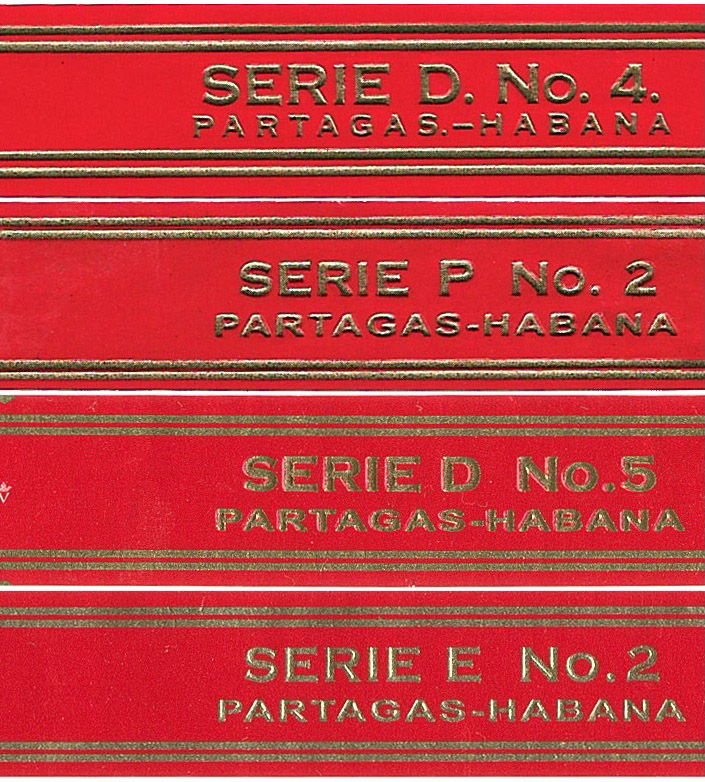 SERIE D. No. 4.
PARTAGAS.-HABANA
SERIE P No. 2
PARTAGAS-HABANA
SERIE D No.5
PARTAGAS-HABANA
SERIE E No.2
PARTAGAS-HABANA